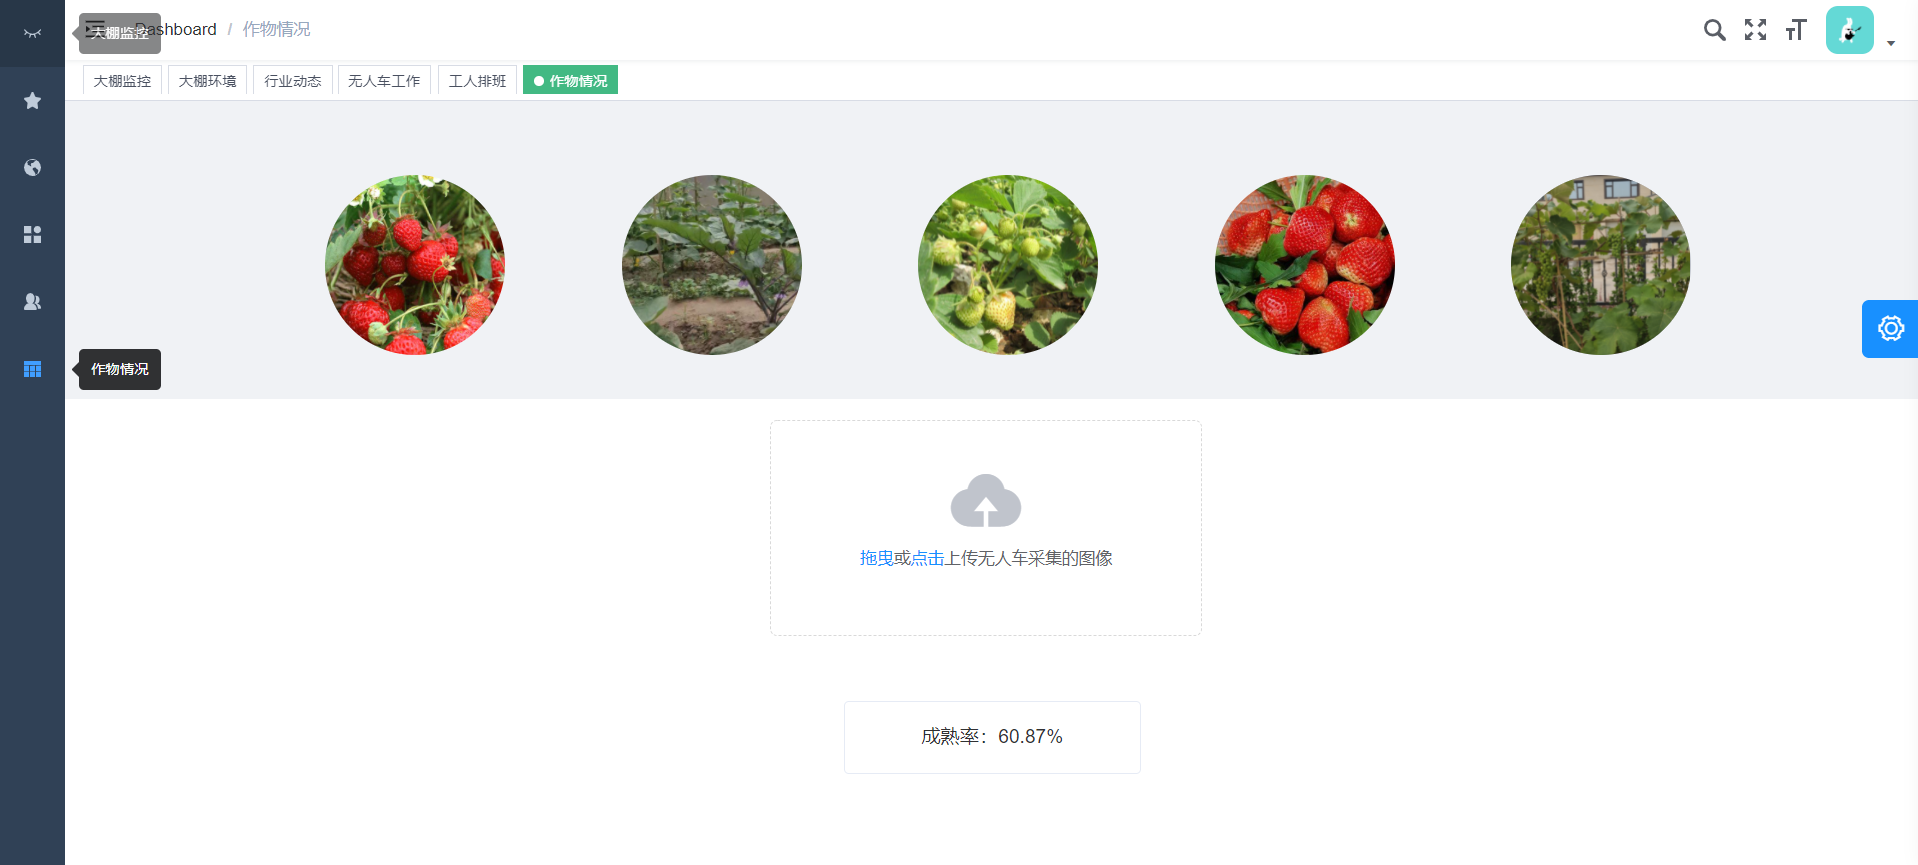 大棚监控
Dashboard / 作物情况
大棚监控 大棚环境 行业动态 无人车工作 工人排班 作物情况
作物情况
拖曳或点击上传无人车采集的图像
成熟率：60.87%